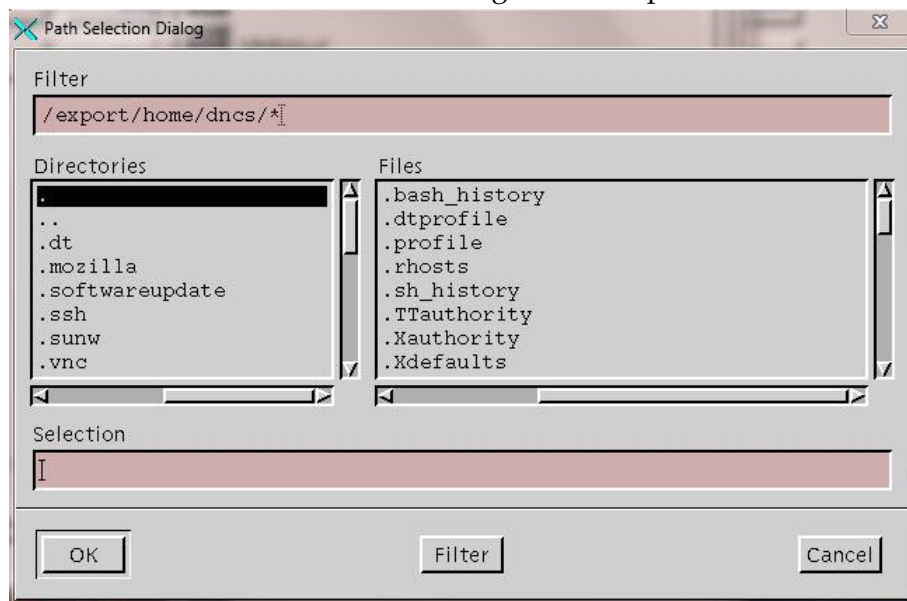 Path Selection Dialog
Filter
/export/home/dncs/*
Directories
.
..
.dt
.mozilla
.softwareupdate
.ssh
.sunw
.vnc
Files
.bash_history
.dtprofile
.profile
.rhosts
.sh_history
.TTauthority
.Xauthority
.Xdefaults
Selection
OK
Filter
Cancel